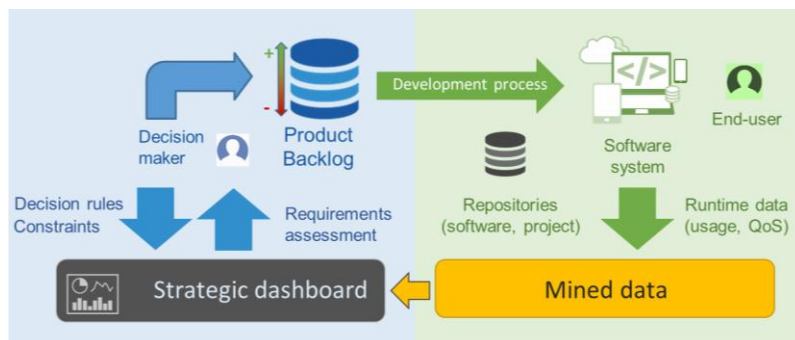 +
-
Decision
maker
Product
Backlog
Development process
</>
Software
system
End-user
Decision rules
Constraints
Requirements
assessment
Repositories
(software, project)
Runtime data
(usage, QoS)
Strategic dashboard
Mined data